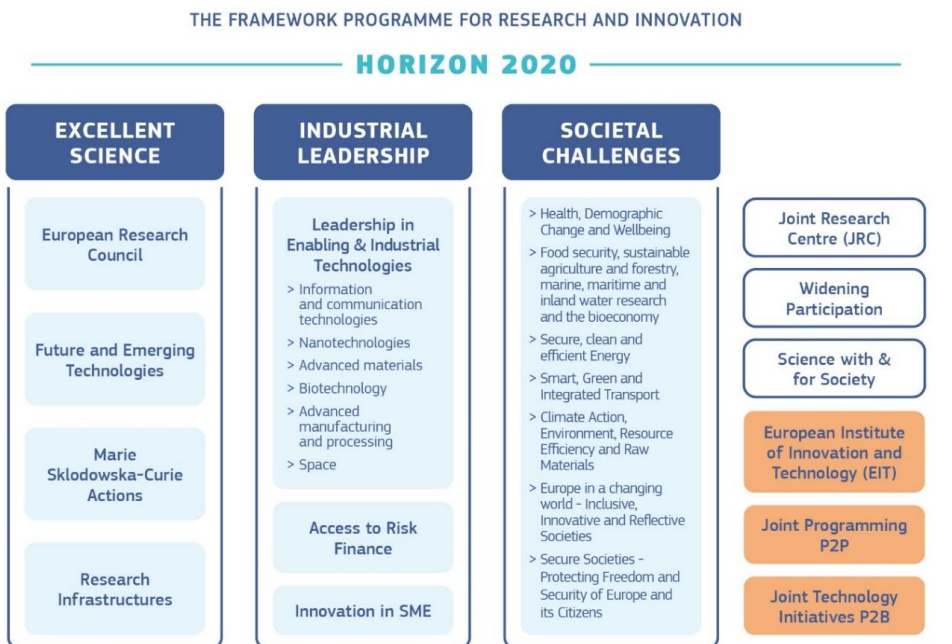 THE FRAMEWORK PROGRAMME FOR RESEARCH AND INNOVATION
HORIZON 2020
EXCELLENT
SCIENCE
European Research
Council
Future and Emerging
Technologies
Marie
Sklodowska-Curie
Actions
Research
Infrastructures
INDUSTRIAL
LEADERSHIP
Leadership in
Enabling & Industrial
Technologies
> Information
and communication
technologies
> Nanotechnologies
> Advanced materials
> Biotechnology
> Advanced
manufacturing
and processing
> Space
Access to Risk
Finance
Innovation in SME
SOCIETAL
CHALLENGES
> Health, Demographic
Change and Wellbeing
> Food security, sustainable
agriculture and forestry,
marine, maritime and
inland water research
and the bioeconomy
> Secure, clean and
efficient Energy
> Smart, Green and
Integrated Transport
> Climate Action,
Environment, Resource
Efficiency and Raw
Materials
> Europe in a changing
world - Inclusive,
Innovative and Reflective
Societies
> Secure Societies -
Protecting Freedom and
Security of Europe and
its Citizens
Joint Research
Centre (JRC)
Widening
Participation
Science with &
for Society
European Institute
of Innovation and
Technology (EIT)
Joint Programming
P2P
Joint Technology
Initiatives P2B